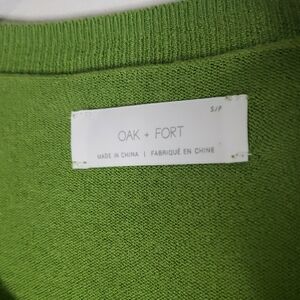 S/P
OAK + FORT
MADE IN CHINA | FABRIQUÉ EN CHINE